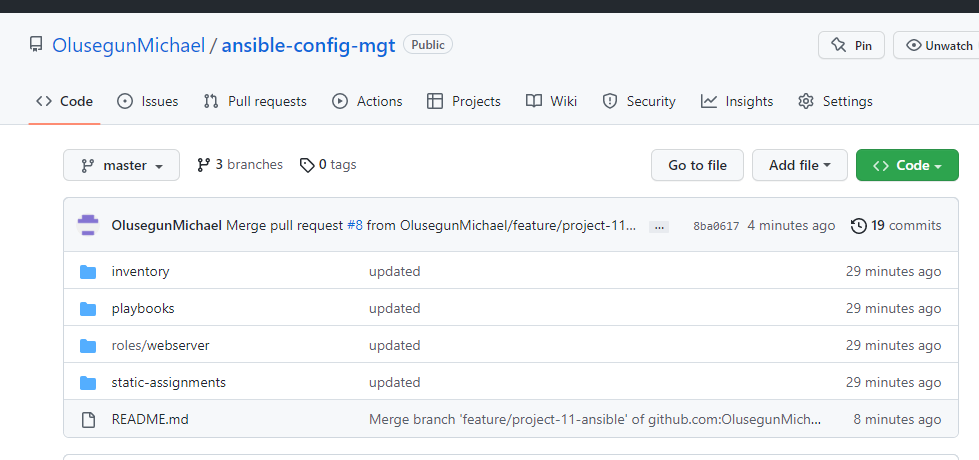 OlusegunMichael / ansible-config-mgt Public Pin Unwatch
Code Issues Pull requests Actions Projects Wiki Security Insights Settings
master 3 branches 0 tags Go to file Add file Code
OlusegunMichael Merge pull request #8 from OlusegunMichael/feature/project-11... ... 8ba0617 4 minutes ago 19 commits
inventory updated 29 minutes ago
playbooks updated 29 minutes ago
roles/webserver updated 29 minutes ago
static-assignments updated 29 minutes ago
README.md Merge branch 'feature/project-11-ansible' of github.com:OlusegunMich... 8 minutes ago